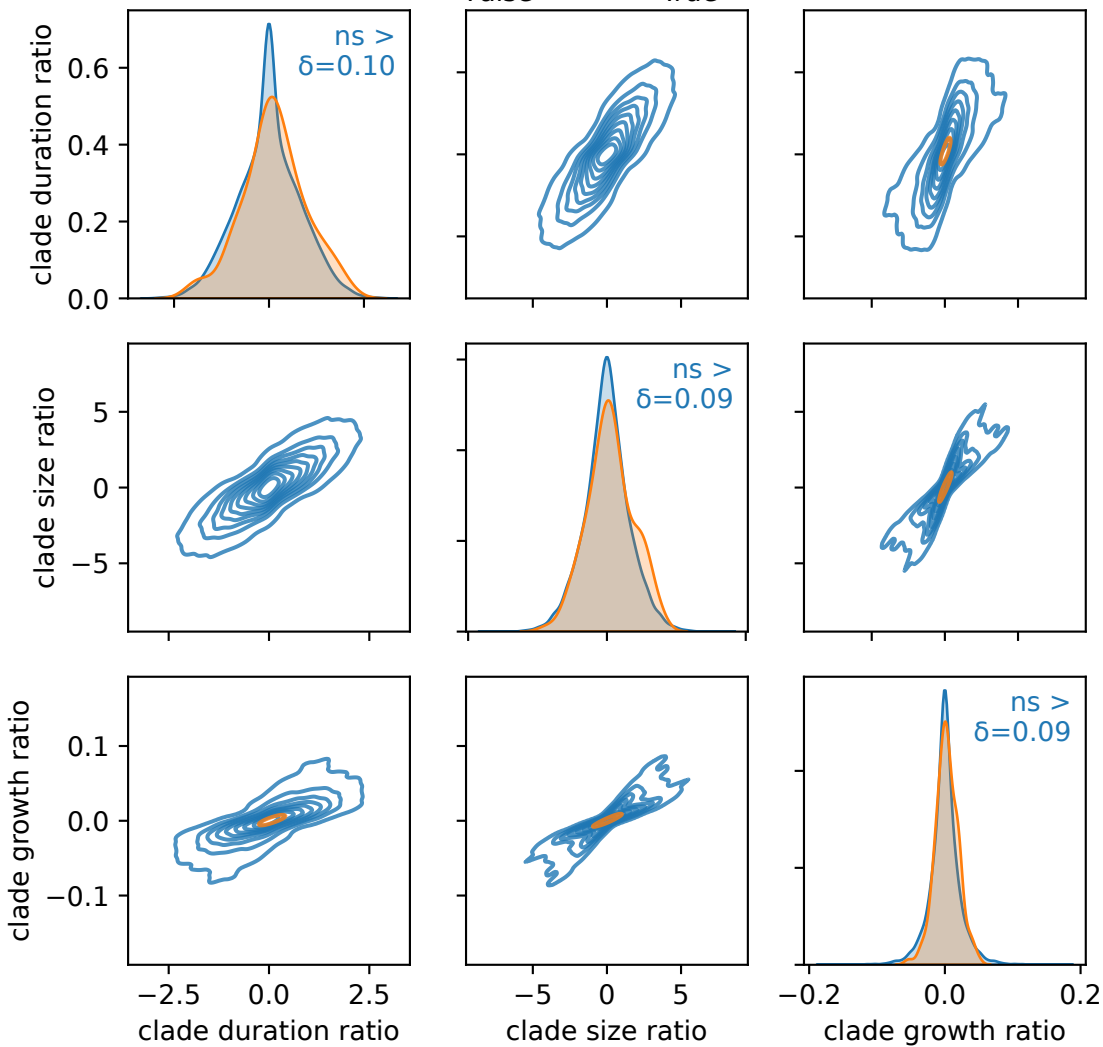 clade duration ratio
0.6
0.4
0.2
0.0
ns >
δ=0.10
−5
0
5
clade size ratio
5
0
−5
ns >
δ=0.09
clade growth ratio
0.1
0.0
−0.1
ns >
δ=0.09
−2.5
0.0
2.5
−5
0
5
−0.2
0.0
0.2
clade duration ratio
clade size ratio
clade growth ratio